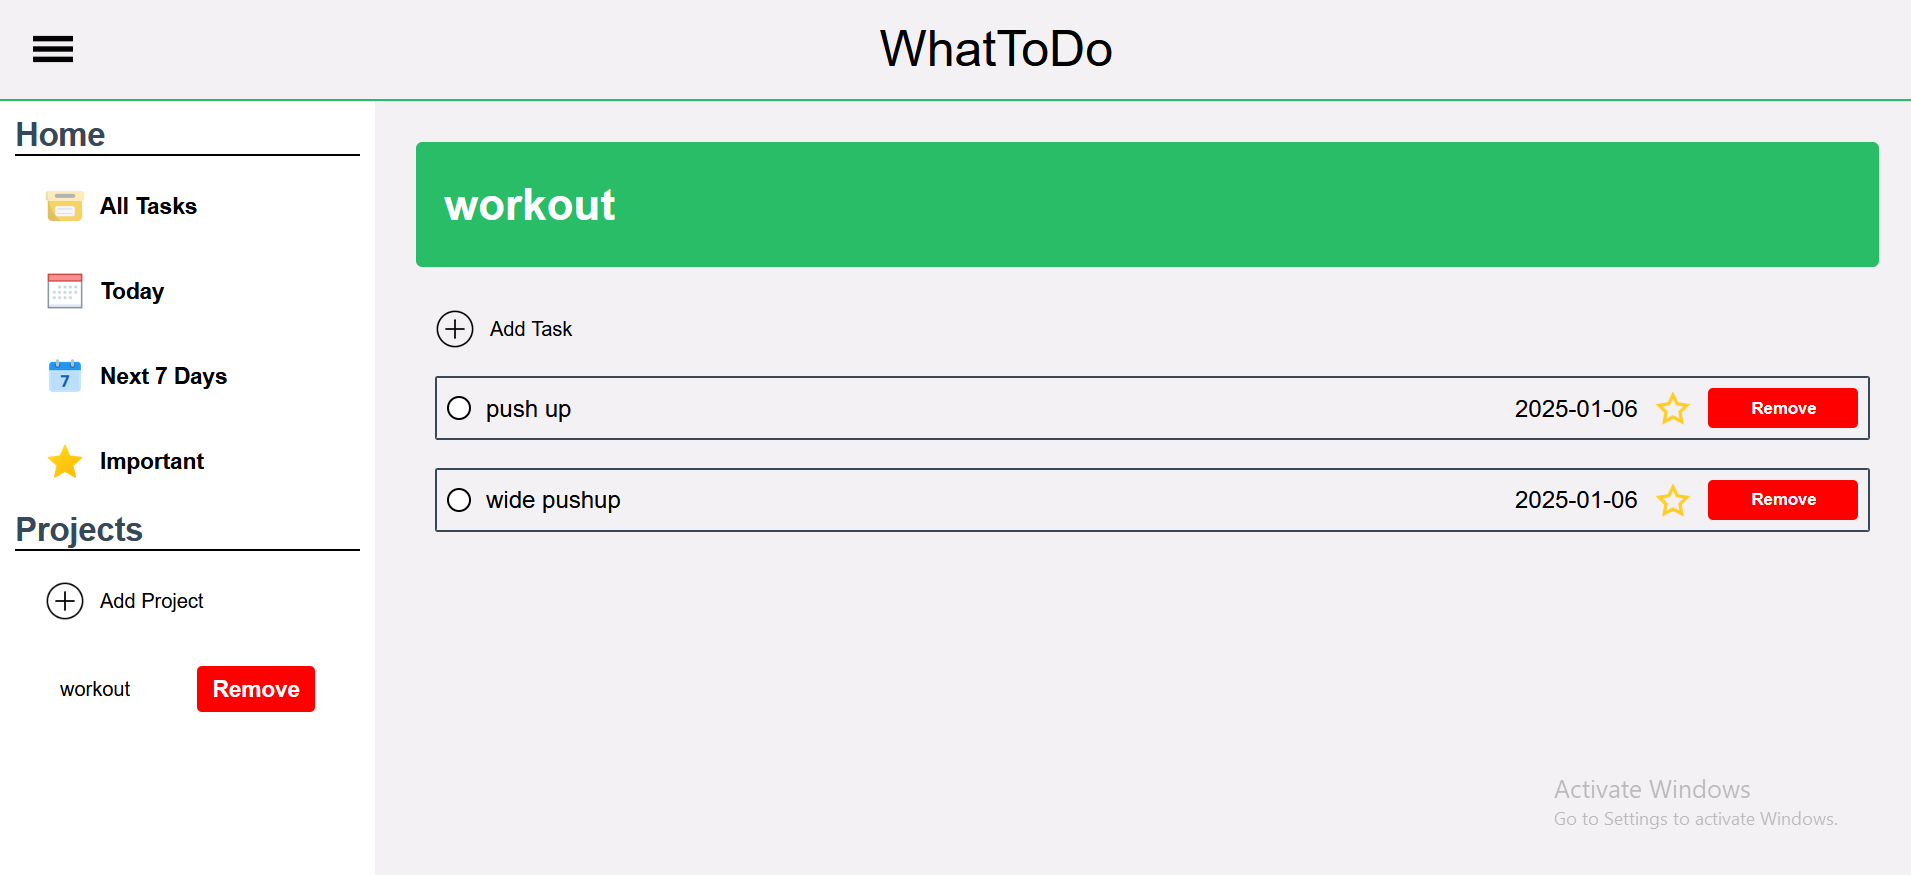 WhatToDo
Home
All Tasks
Today
7
Next 7 Days
Important
Projects
Add Project
workout
Remove
workout
Add Task
push up
2025-01-06
Remove
wide pushup
2025-01-06
Remove
Activate Windows
Go to Settings to activate Windows.